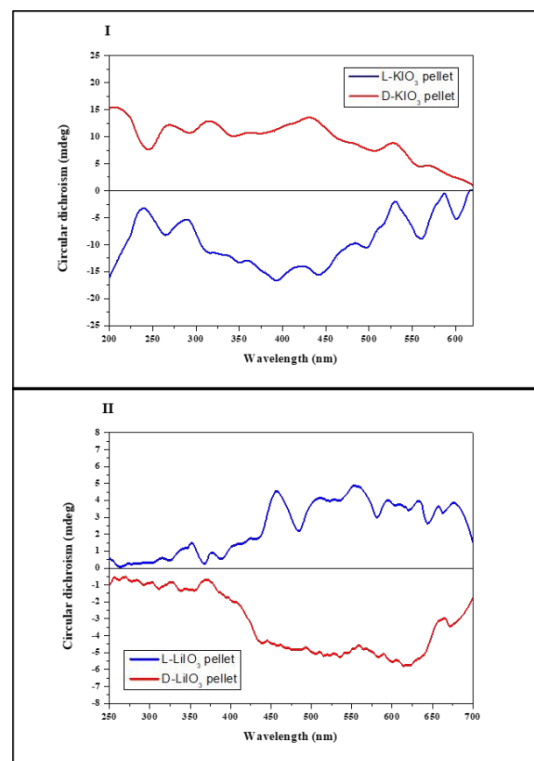 I
L-KIO₃ pellet
D-KIO₃ pellet
Circular dichroism (mdeg)
25
20
15
10
5
0
-5
-10
-15
-20
-25
200 250 300 350 400 450 500 550 600
Wavelength (nm)
II
8
7
6
5
4
3
2
1
0
-1
-2
-3
-4
-5
-6
-7
-8
Circular dichroism (mdeg)
L-LiIO₃ pellet
D-LiIO₃ pellet
250 300 350 400 450 500 550 600 650 700
Wavelength (nm)